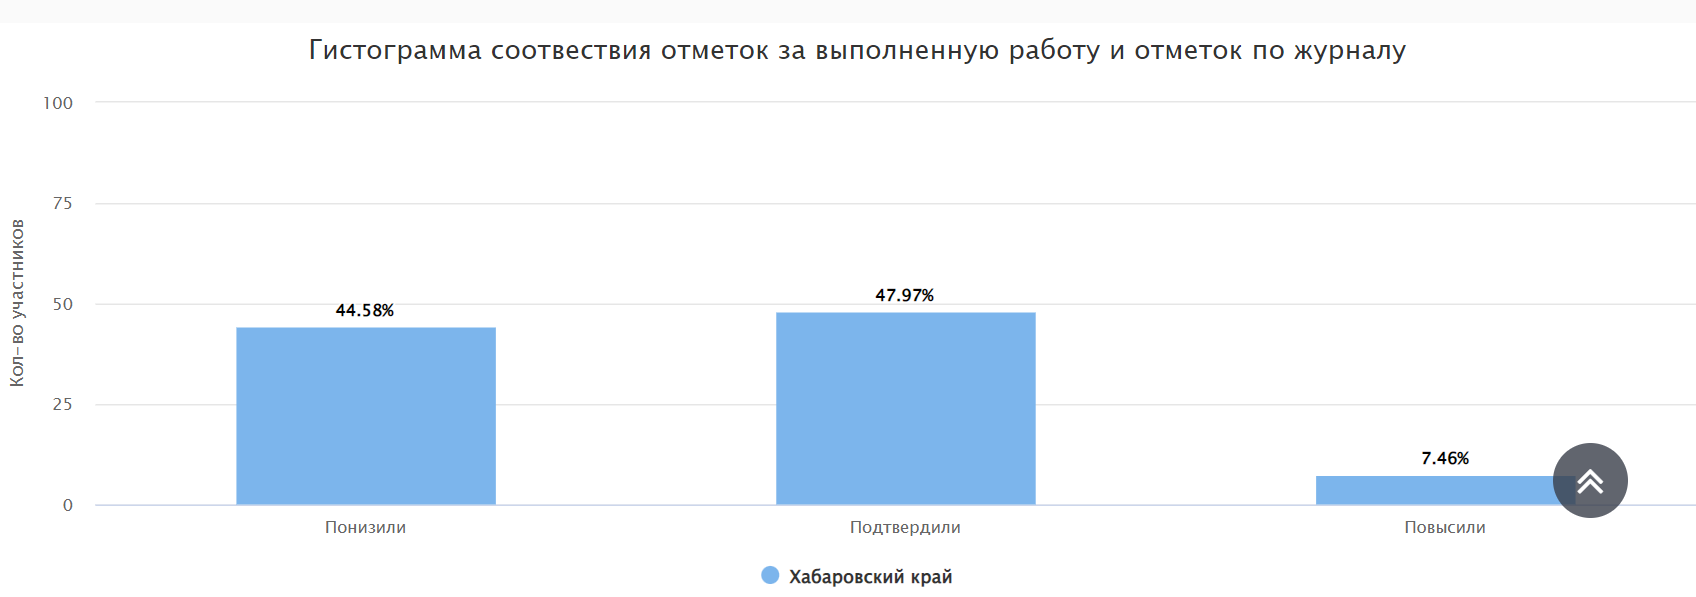 Гистограмма соотвествия отметок за выполненную работу и отметок по журналу
Кол-во участников
100
75
50
25
0
44.58%
47.97%
7.46%
Понизили
Подтвердили
Повысили
Хабаровский край